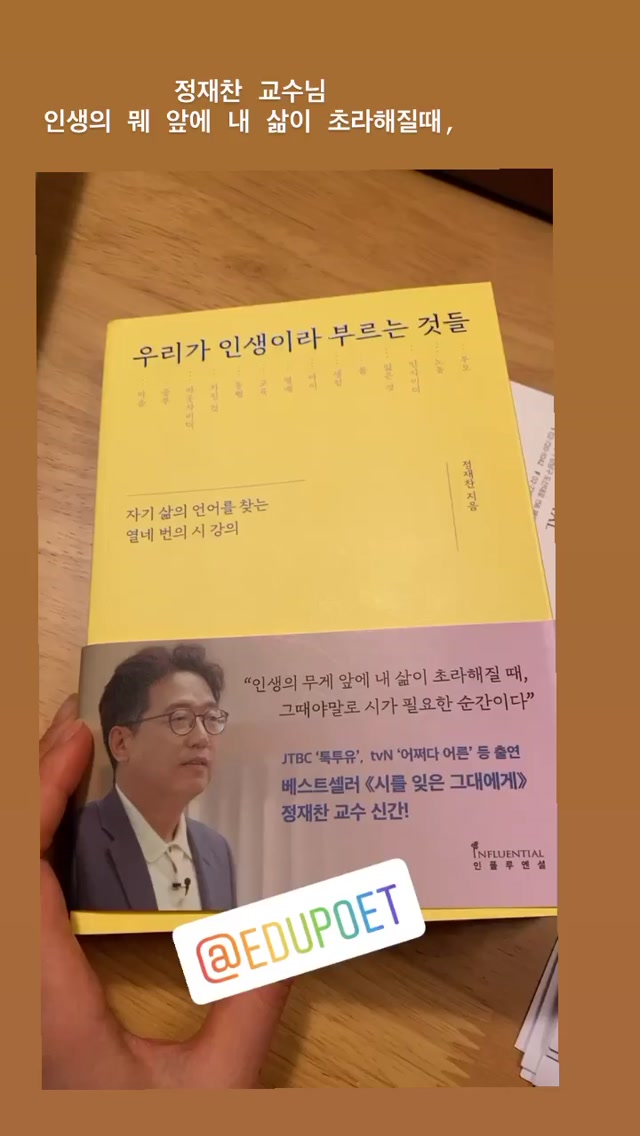 정재찬 교수님
인생의 뭬 앞에 내 삶이 초라해질때,
우리가 인생이라 부르는 것들
자기 삶의 언어를 찾는
열네 번의 시 강의
정재찬 지음
“인생의 무게 앞에 내 삶이 초라해질 때,
그때야말로 시가 필요한 순간이다”
JTBC ‘톡투유’, tvN ‘어쩌다 어른’ 등 출연
베스트셀러 《시를 잊은 그대에게》
정재찬 교수 신간!
INFLUENTIAL
인플루엔셜
@EDUPOET